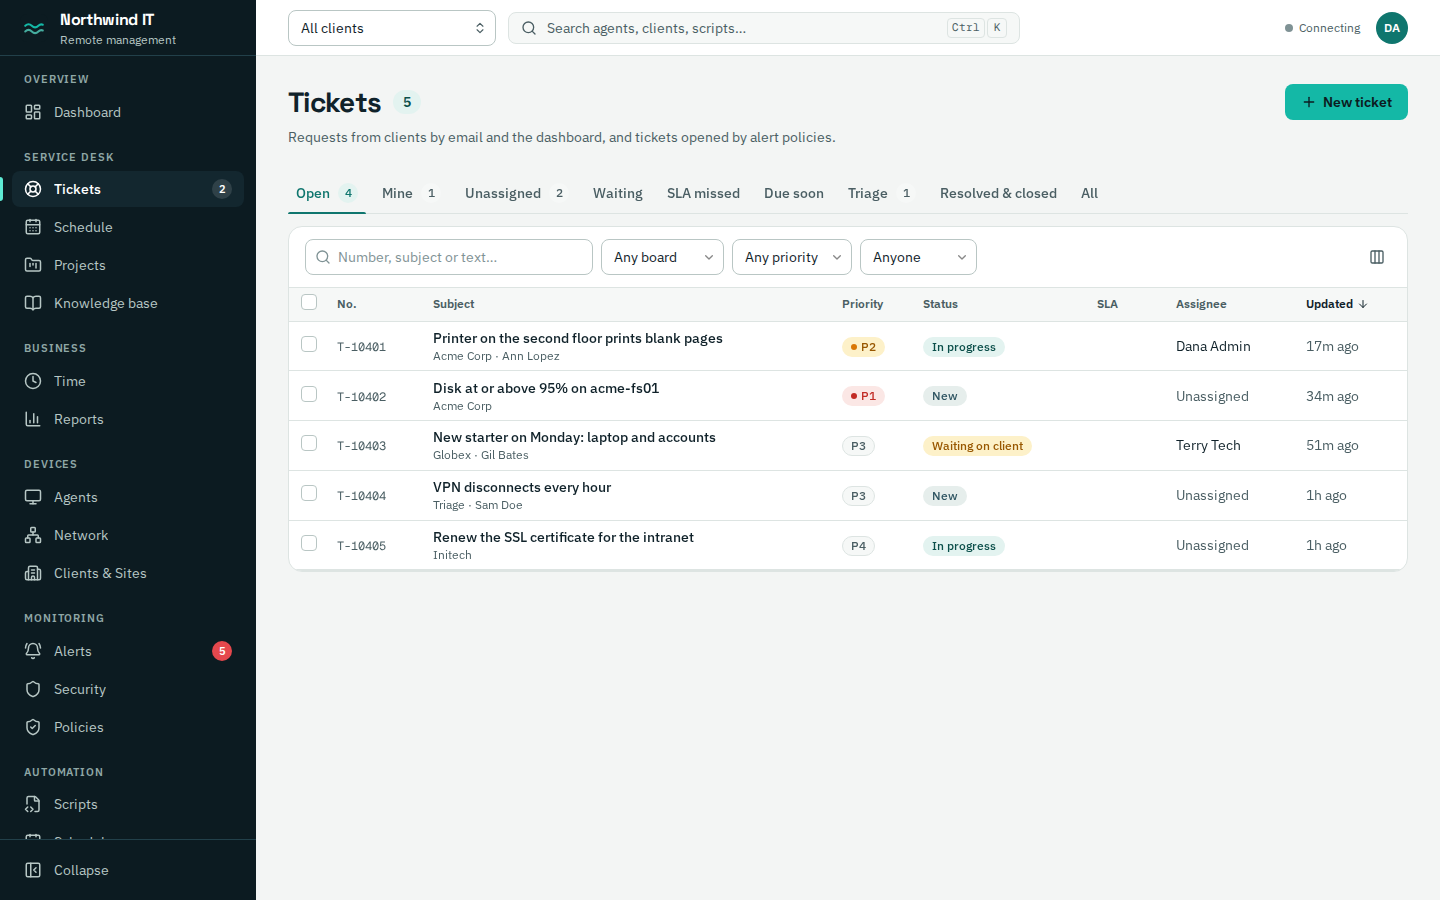 Northwind IT
Remote management
OVERVIEW
Dashboard
SERVICE DESK
Tickets 2
Schedule
Projects
Knowledge base
BUSINESS
Time
Reports
DEVICES
Agents
Network
Clients & Sites
MONITORING
Alerts 5
Security
Policies
AUTOMATION
Scripts
Collapse
All clients
Search agents, clients, scripts... Ctrl K
Connecting DA
Tickets 5
New ticket
Requests from clients by email and the dashboard, and tickets opened by alert policies.
Open 4 Mine 1 Unassigned 2 Waiting SLA missed Due soon Triage 1 Resolved & closed All
Number, subject or text... Any board Any priority Anyone
No. Subject Priority Status SLA Assignee Updated ↓
T-10401 Printer on the second floor prints blank pages P2 In progress Dana Admin 17m ago
Acme Corp · Ann Lopez
T-10402 Disk at or above 95% on acme-fs01 P1 New Unassigned 34m ago
Acme Corp
T-10403 New starter on Monday: laptop and accounts P3 Waiting on client Terry Tech 51m ago
Globex · Gil Bates
T-10404 VPN disconnects every hour P3 New Unassigned 1h ago
Triage · Sam Doe
T-10405 Renew the SSL certificate for the intranet P4 In progress Unassigned 1h ago
Initech